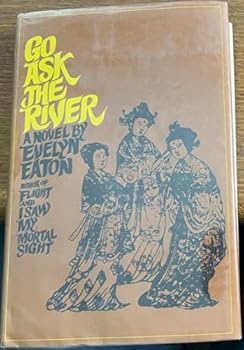 GO
ASK
THE
RIVER
A NOVEL BY
EVELYN
EATON
AUTHOR OF
FLIGHT
AND
I SAW
MY
MORTAL
SIGHT